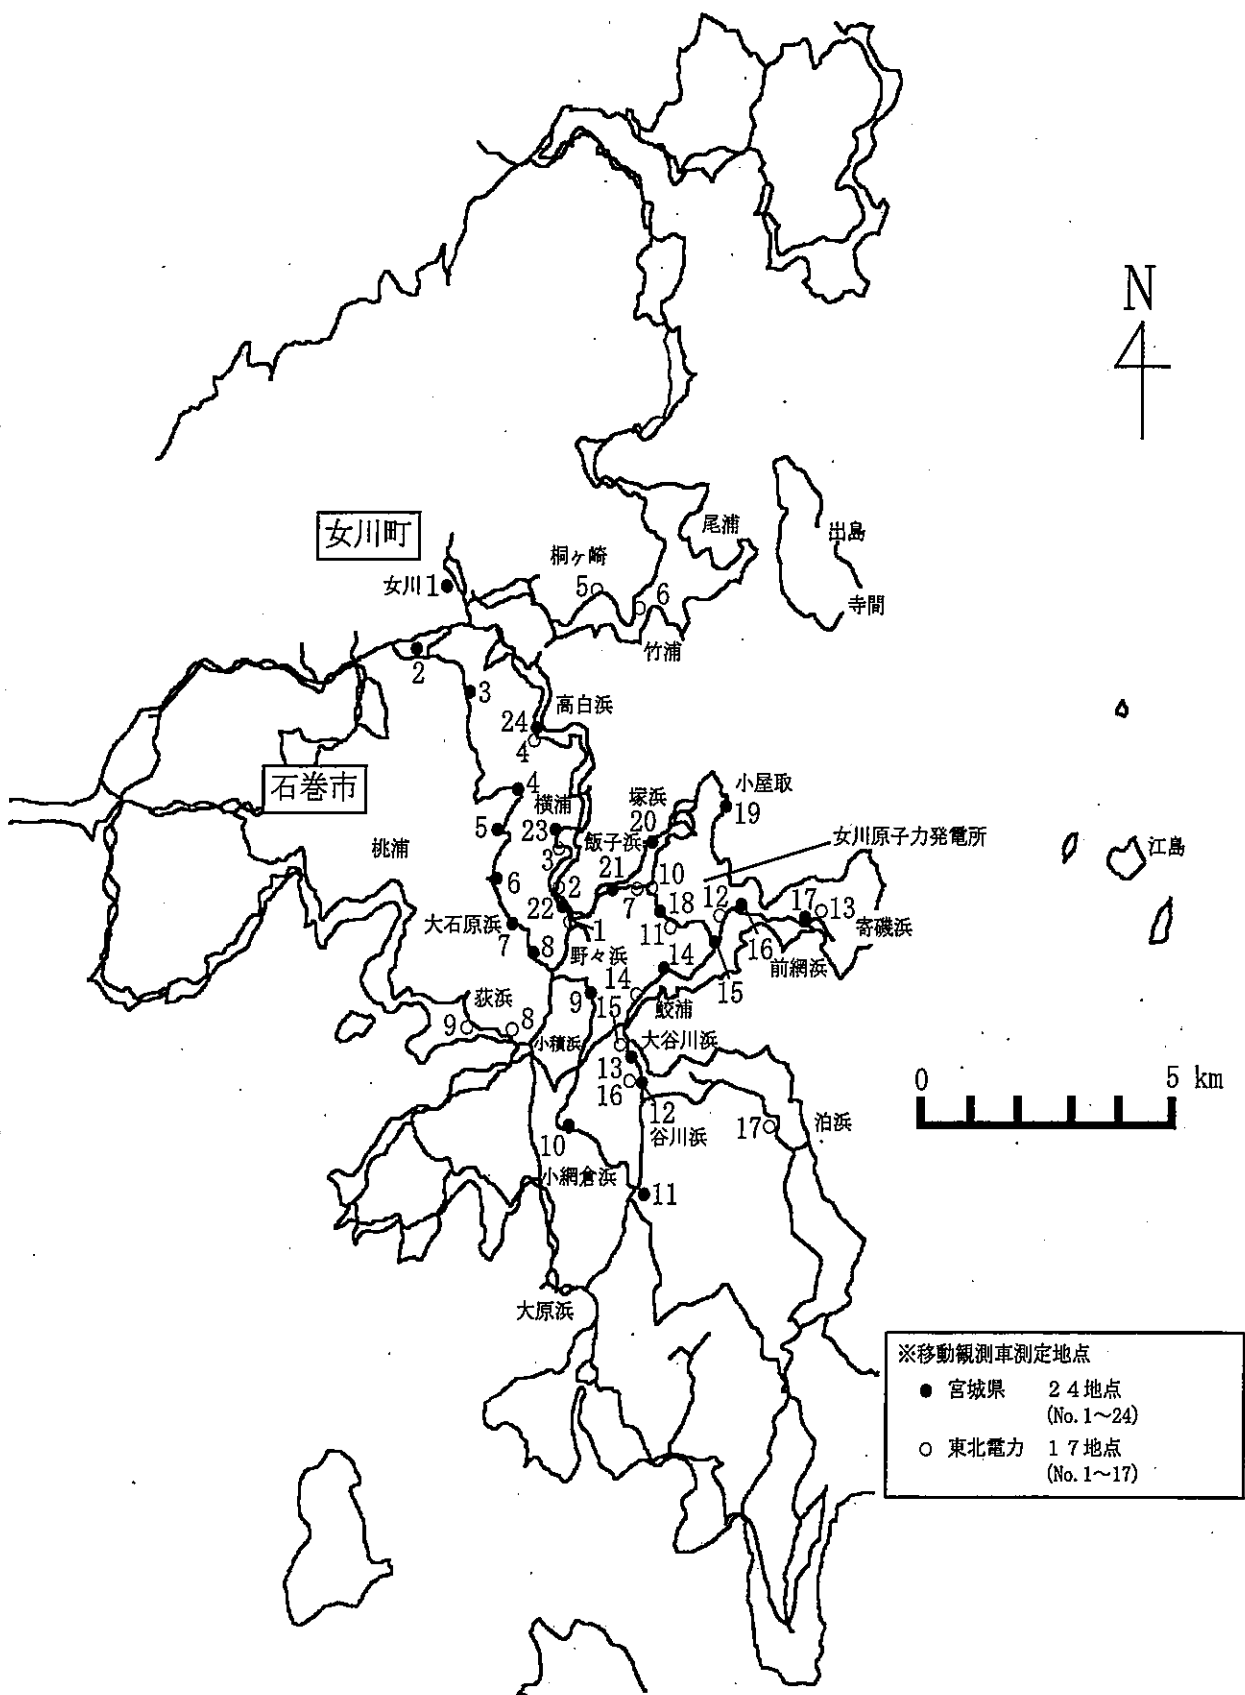 N
尾浦
出島
女川町
桐ヶ崎
女川 1
5
6
寺間
竹浦
2
3
高白浜
24
4
石巻市
4
横浦
塚浜
小屋取
19
5
23
飯子浜
20
女川原子力発電所
桃浦
3
江島
6
2
21
7
10
大石原浜
22
18
12
17
13
寄磯浜
7
8
1
11
16
野々浜
14
前網浜
15
9
14
荻浜
15
鮫浦
9
8
小積浜
大谷川浜
13
16
12
0
5 km
10
谷川浜
17
泊浜
小網倉浜
11
大原浜
※移動観測車測定地点
● 宮城県 24地点
(No.1～24)
○ 東北電力 17地点
(No.1～17)